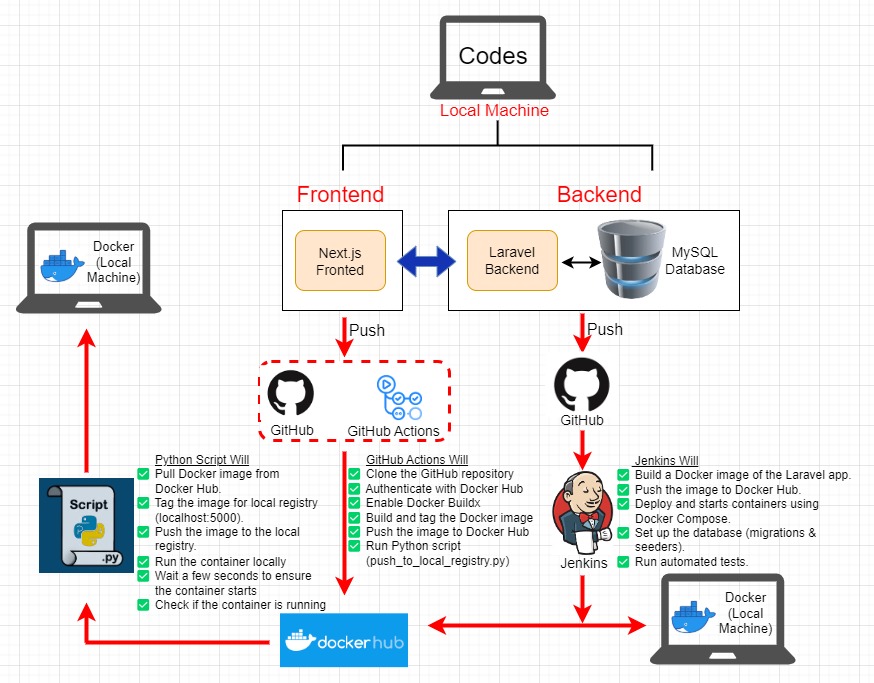 Codes
Local Machine
Frontend
Backend
Next.js
Fronted
Laravel
Backend
MySQL
Database
Docker
(Local
Machine)
Push
Push
GitHub
GitHub Actions
GitHub
Python Script Will
Pull Docker image from
Docker Hub.
Tag the image for local registry
(localhost:5000).
Push the image to the local
registry.
Run the container locally
Wait a few seconds to ensure
the container starts
Check if the container is running
Script
.py
GitHub Actions Will
Clone the GitHub repository
Authenticate with Docker Hub
Enable Docker Buildx
Build and tag the Docker image
Push the image to Docker Hub
Run Python script
(push_to_local_registry.py)
Jenkins Will
Build a Docker image of the Laravel app.
Push the image to Docker Hub.
Deploy and starts containers using
Docker Compose.
Set up the database (migrations &
seeders).
Run automated tests.
Jenkins
dockerhub
Docker
(Local
Machine)